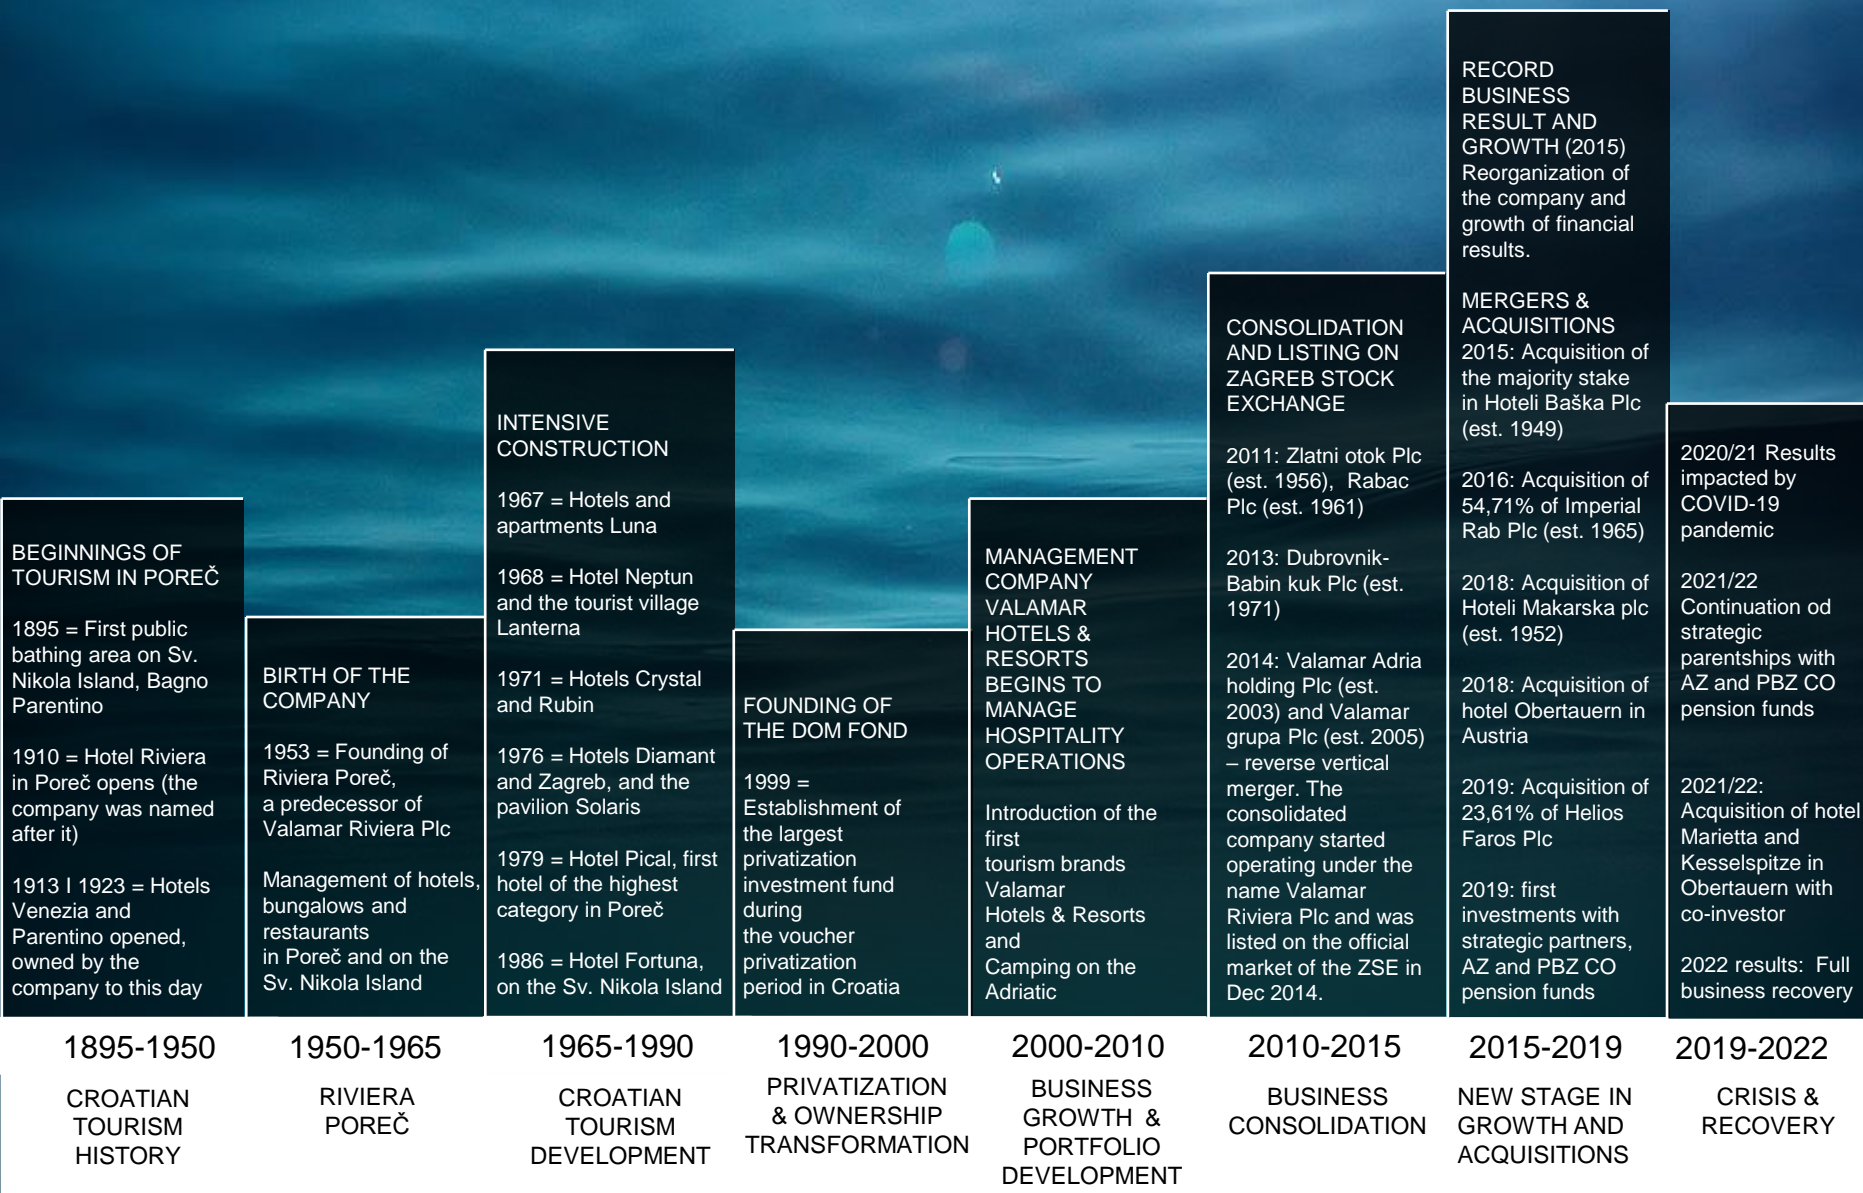 BEGINNINGS OF
TOURISM IN POREČ
1895 = First public
bathing area on Sv.
Nikola Island, Bagno
Parentino
1910 = Hotel Riviera
in Poreč opens (the
company was named
after it)
1913 I 1923 = Hotels
Venezia and
Parentino opened,
owned by the
company to this day
1895-1950
CROATIAN
TOURISM
HISTORY
BIRTH OF THE
COMPANY
1953 = Founding of
Riviera Poreč,
a predecessor of
Valamar Riviera Plc
Management of hotels,
bungalows and
restaurants
in Poreč and on the
Sv. Nikola Island
1950-1965
RIVIERA
POREČ
INTENSIVE
CONSTRUCTION
1967 = Hotels and
apartments Luna
1968 = Hotel Neptun
and the tourist village
Lanterna
1971 = Hotels Crystal
and Rubin
1976 = Hotels Diamant
and Zagreb, and the
pavilion Solaris
1979 = Hotel Pical, first
hotel of the highest
category in Poreč
1986 = Hotel Fortuna,
on the Sv. Nikola Island
1965-1990
CROATIAN
TOURISM
DEVELOPMENT
FOUNDING OF
THE DOM FOND
1999 =
Establishment of
the largest
privatization
investment fund
during
the voucher
privatization
period in Croatia
1990-2000
PRIVATIZATION
& OWNERSHIP
TRANSFORMATION
MANAGEMENT
COMPANY
VALAMAR
HOTELS &
RESORTS
BEGINS TO
MANAGE
HOSPITALITY
OPERATIONS
Introduction of the
first
tourism brands
Valamar
Hotels & Resorts
and
Camping on the
Adriatic
2000-2010
BUSINESS
GROWTH &
PORTFOLIO
DEVELOPMENT
CONSOLIDATION
AND LISTING ON
ZAGREB STOCK
EXCHANGE
2011: Zlatni otok Plc
(est. 1956), Rabac
Plc (est. 1961)
2013: Dubrovnik-
Babin kuk Plc (est.
1971)
2014: Valamar Adria
holding Plc (est.
2003) and Valamar
grupa Plc (est. 2005)
– reverse vertical
merger. The
consolidated
company started
operating under the
name Valamar
Riviera Plc and was
listed on the official
market of the ZSE in
Dec 2014.
2010-2015
BUSINESS
CONSOLIDATION
RECORD
BUSINESS
RESULT AND
GROWTH (2015)
Reorganization of
the company and
growth of financial
results.
MERGERS &
ACQUISITIONS
2015: Acquisition of
the majority stake
in Hoteli Baška Plc
(est. 1949)
2016: Acquisition of
54,71% of Imperial
Rab Plc (est. 1965)
2018: Acquisition of
Hoteli Makarska plc
(est. 1952)
2018: Acquisition of
hotel Obertauern in
Austria
2019: Acquisition of
23,61% of Helios
Faros Plc
2019: first
investments with
strategic partners,
AZ and PBZ CO
pension funds
2015-2019
NEW STAGE IN
GROWTH AND
ACQUISITIONS
2020/21 Results
impacted by
COVID-19
pandemic
2021/22
Continuation od
strategic
parentships with
AZ and PBZ CO
pension funds
2021/22:
Acquisition of hotel
Marietta and
Kesselspitze in
Obertauern with
co-investor
2022 results: Full
business recovery
2019-2022
CRISIS &
RECOVERY